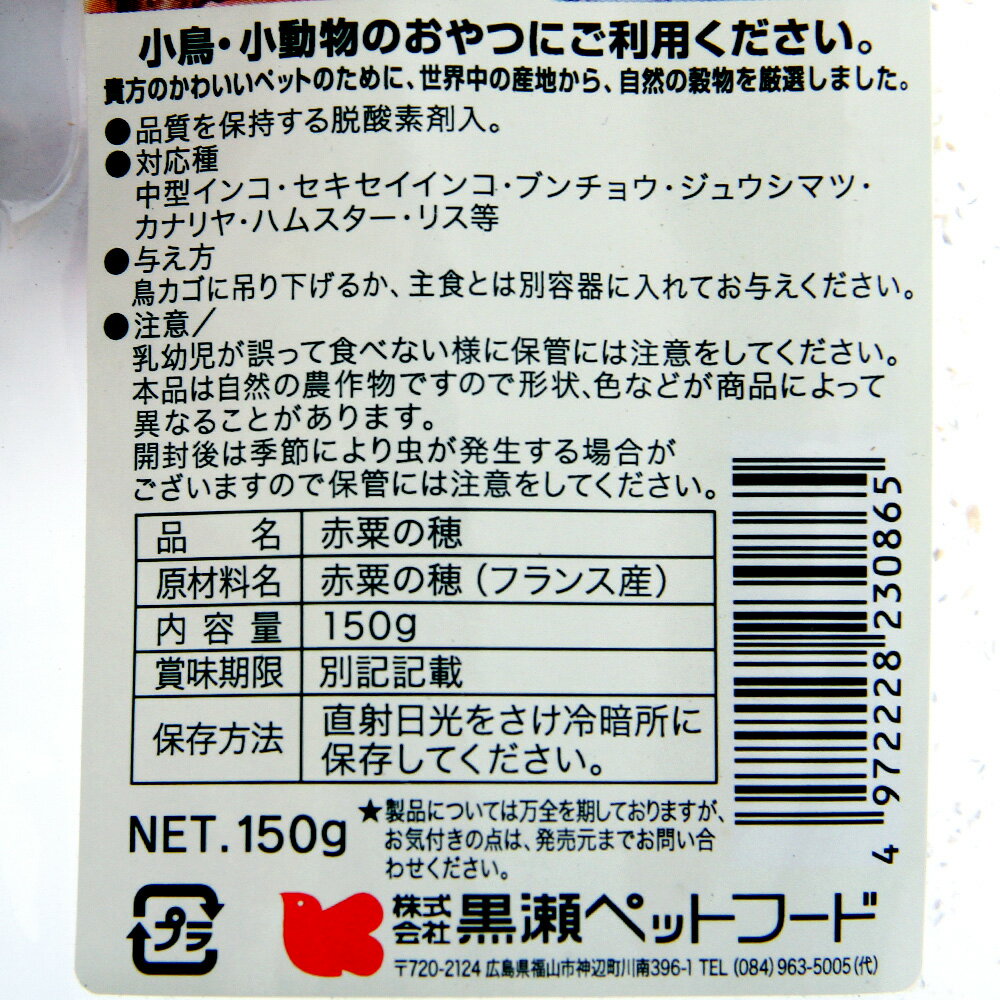 小鳥・小動物のおやつにご利用ください。
貴方のかわいいペットのために、世界中の産地から、自然の穀物を厳選しました。
●品質を保持する脱酸素剤入。
●対応種
中型インコ・セキセイインコ・ブンチョウ・ジュウシマツ・
カナリヤ・ハムスター・リス等
●与え方
鳥カゴに吊り下げるか、主食とは別容器に入れてお与えください。
●注意/
乳幼児が誤って食べない様に保管には注意をしてください。
本品は自然の農作物ですので形状、色などが商品によって
異なることがあります。
開封後は季節により虫が発生する場合が
ございますので保管には注意をしてください。
品名 赤粟の穂
原材料名 赤粟の穂（フランス産）
内容量 150g
賞味期限 別記記載
保存方法 直射日光をさけ冷暗所に
保存してください。
4972228230865
NET.150g
★製品については万全を期しておりますが、
お気付きの点は、発売元までお問い合
わせください。
プラ
株式会社 黒瀬ペットフード
〒720-2124 広島県福山市神辺町川南396-1 TEL (084) 963-5005 (代)